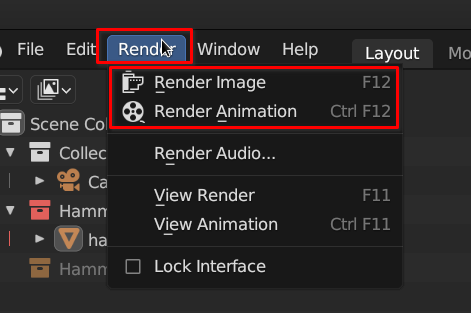 File Edit Render Window Help Layout
Render Image F12
Render Animation Ctrl F12
Scene Col
Render Audio...
Collec
Ca
View Render F11
Hamm
View Animation Ctrl F11
ha
Lock Interface
Hamm